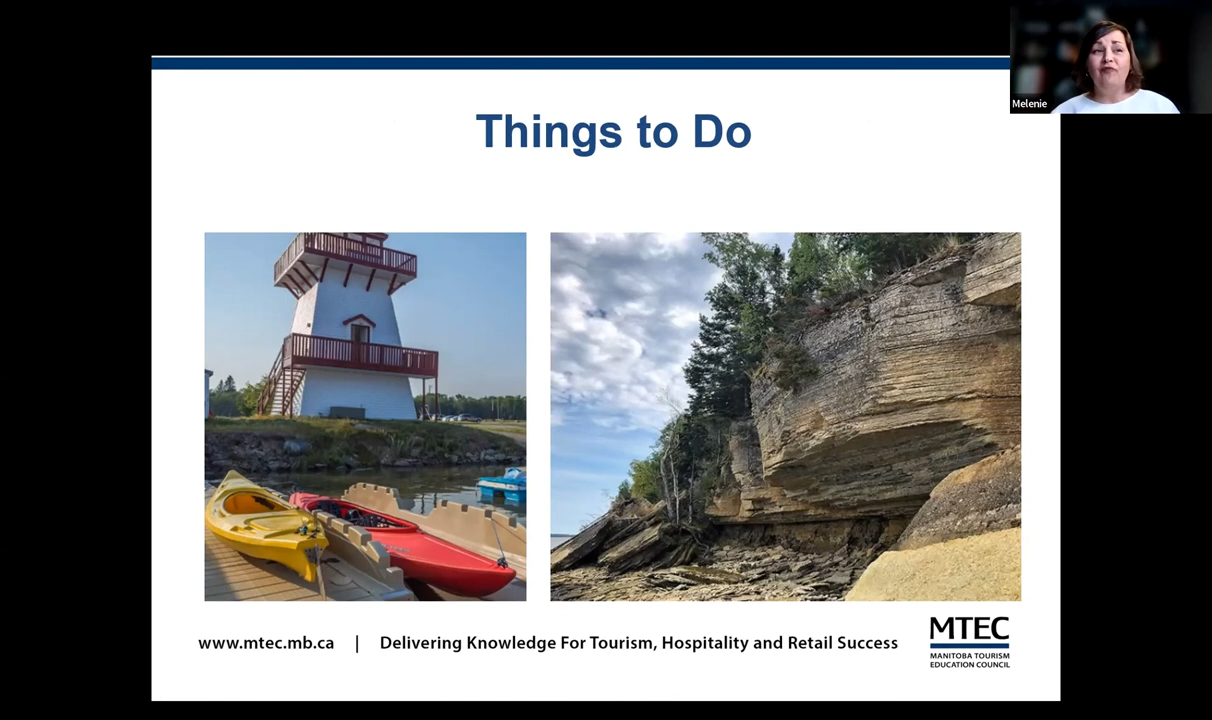 Things to Do
Melenie
www.mtec.mb.ca | Delivering Knowledge For Tourism, Hospitality and Retail Success
MTEC
MANITOBA TOURISM
EDUCATION COUNCIL